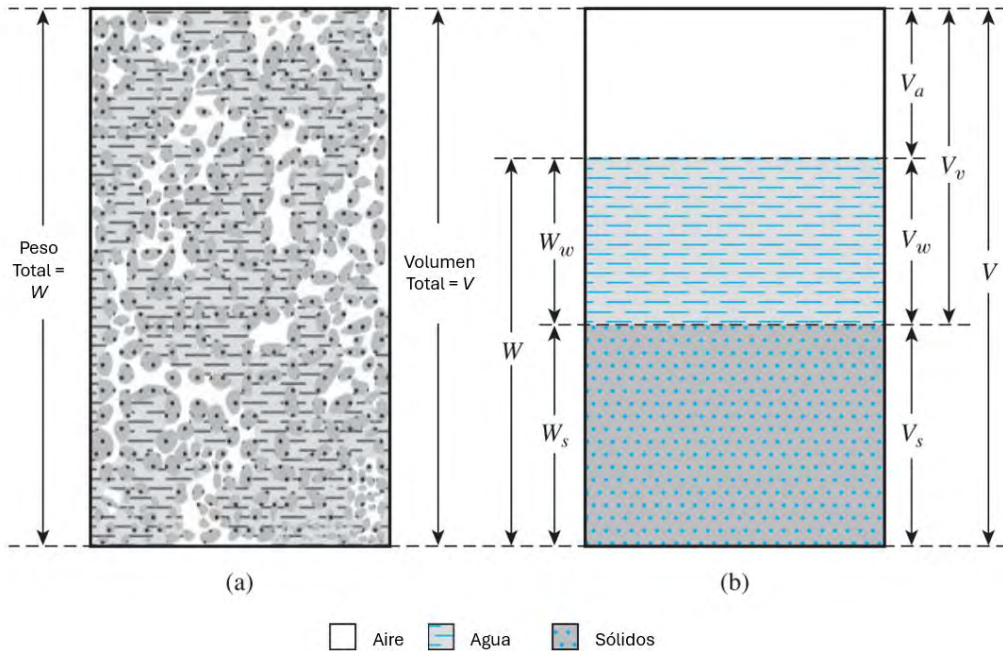 Peso
Total =
W
Volumen
Total = V
(a)
W
W_w
W_s
V_a
V_w
V_s
V_v
V
(b)
Aire
Agua
Sólidos